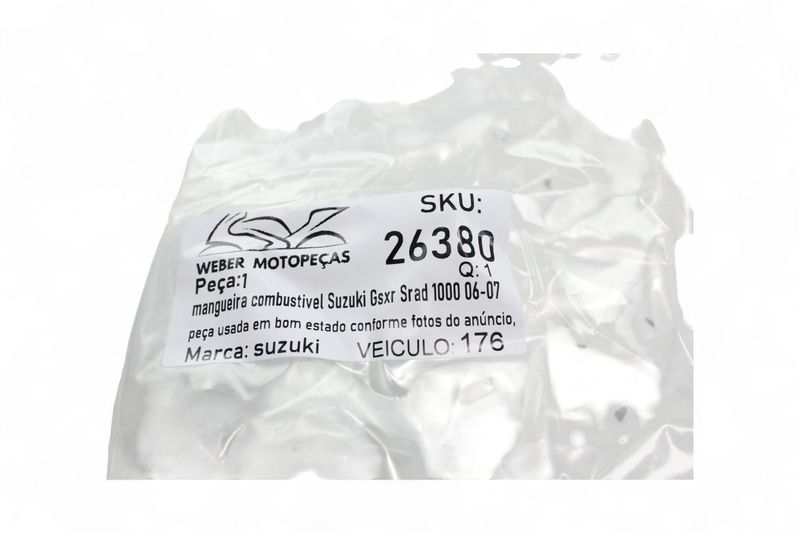 SKU:
26380
WEBER MOTOPEÇAS
Q: 1
Peça:1
mangueira combustivel Suzuki Gsxr Srad 1000 06-07
peça usada em bom estado conforme fotos do anúncio,
Marca: suzuki VEICULO: 176